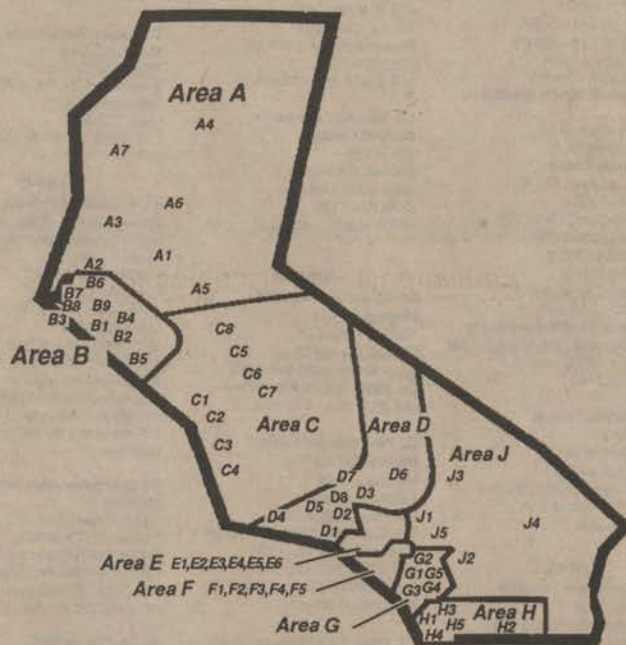 Area A
A4
A7
A6
A3
A1
A2
A5
B6
B7
B8 B9
B3 B4
B1
B2
B5
Area B
C8
C5
C6
C7
C1
C2
C3
C4
Area C
Area D
D7
D6
D8 D3
D5
D2
D4
D1
Area J
J3
J1
J4
J5
J2
Area E E1,E2,E3,E4,E5,E6
Area F F1,F2,F3,F4,F5
G2
G1 G5
G3 G4
Area G
H3 Area H
H1
H5 H2
H4